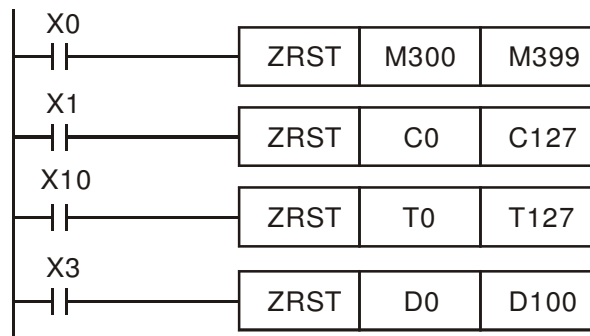 X0
ZRST M300 M399
X1
ZRST C0 C127
X10
ZRST T0 T127
X3
ZRST D0 D100